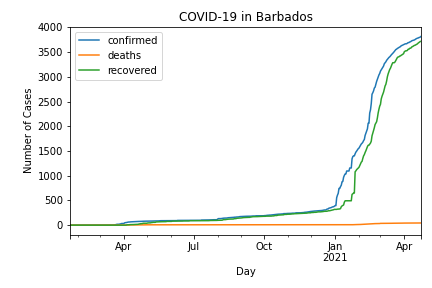 COVID-19 in Barbados
confirmed
deaths
recovered
Number of Cases
4000
3500
3000
2500
2000
1500
1000
500
0
Apr
Jul
Oct
Jan
2021
Apr
Day